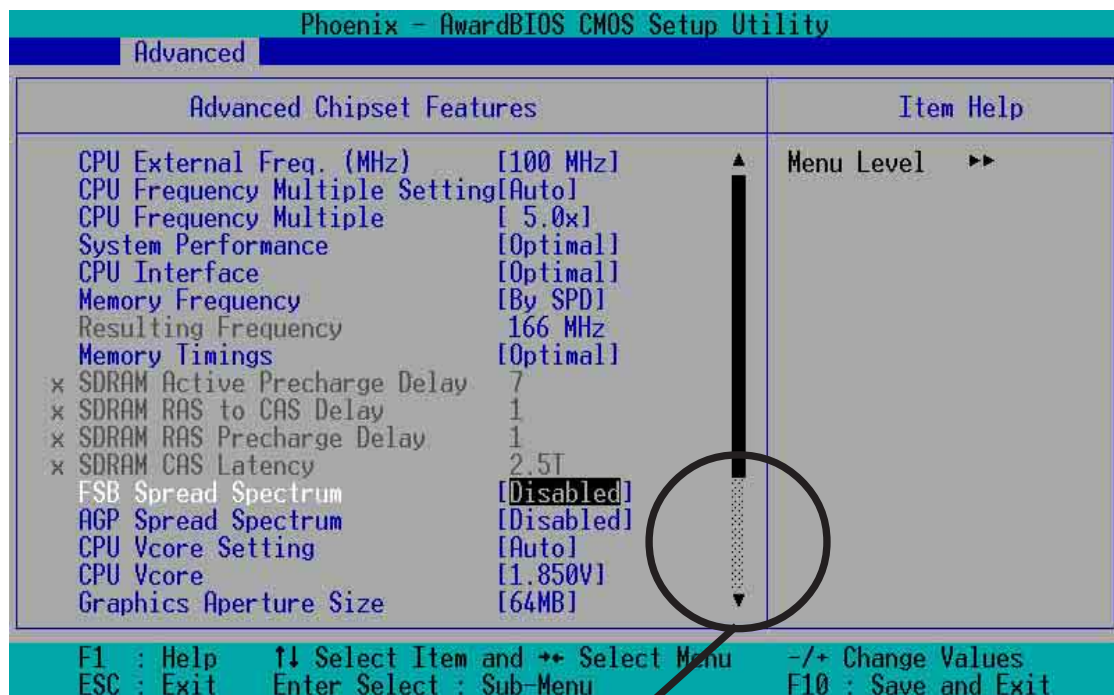 Phoenix - AwardBIOS CMOS Setup Utility
Advanced
Advanced Chipset Features
Item Help
CPU External Freq. (MHz) [100 MHz]
CPU Frequency Multiple Setting[Auto]
CPU Frequency Multiple [ 5.0x]
System Performance [Optimal]
CPU Interface [Optimal]
Memory Frequency [By SPD]
Resulting Frequency 166 MHz
Memory Timings [Optimal]
x SDRAM Active Precharge Delay 7
x SDRAM RAS to CAS Delay 1
x SDRAM RAS Precharge Delay 1
x SDRAM CAS Latency 2.5T
FSB Spread Spectrum [Disabled]
AGP Spread Spectrum [Disabled]
CPU Vcore Setting [Auto]
CPU Vcore [1.850V]
Graphics Aperture Size [64MB]
Menu Level ►►
F1 : Help ↑↓ Select Item and →← Select Menu -/+ Change Values
ESC : Exit Enter Select : Sub-Menu F10 : Save and Exit